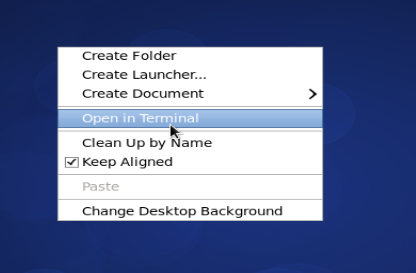 Create Folder
Create Launcher...
Create Document
Open in Terminal
Clean Up by Name
Keep Aligned
Paste
Change Desktop Background